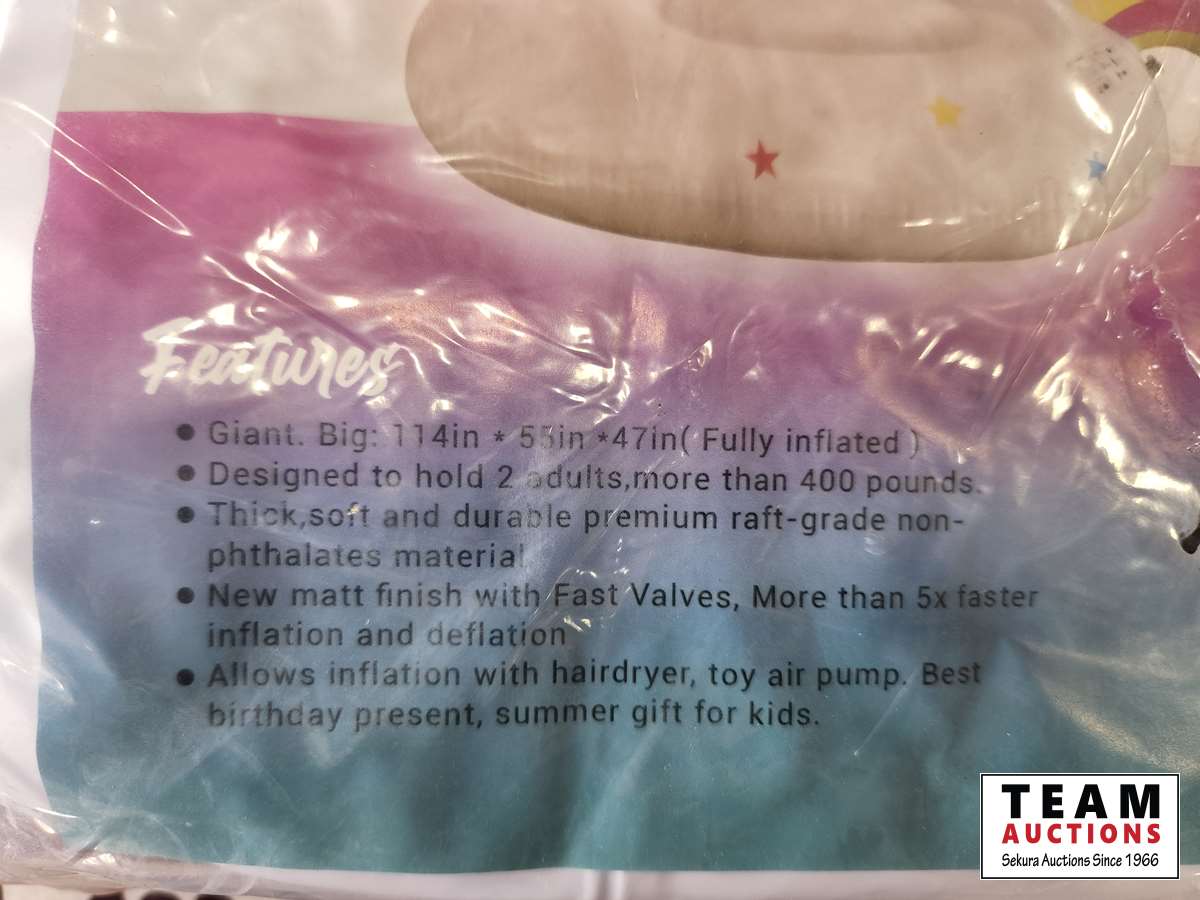 Features
● Giant. Big: 114in * 55in *47in( Fully inflated )
● Designed to hold 2 adults,more than 400 pounds.
● Thick,soft and durable premium raft-grade non-
phthalates material
● New matt finish with Fast Valves, More than 5x faster
inflation and deflation
● Allows inflation with hairdryer, toy air pump. Best
birthday present, summer gift for kids.
TEAM
AUCTIONS
Sekura Auctions Since 1966